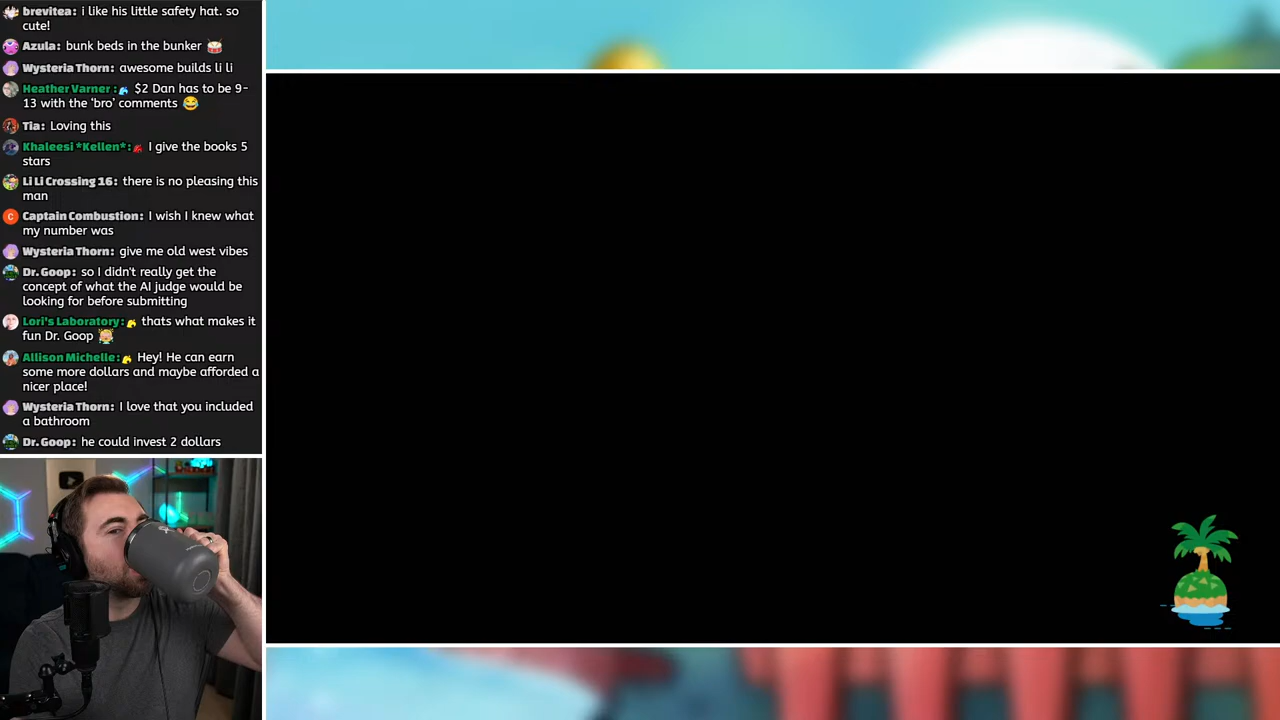 brevitea: i like his little safety hat. so
cute!
Azula: bunk beds in the bunker
Wysteria Thorn: awesome builds li li
Heather Varner: $2 Dan has to be 9-
13 with the 'bro' comments
Tia: Loving this
Khaleesi *Kellen*: I give the books 5
stars
Li Li Crossing 16: there is no pleasing this
man
C Captain Combustion: I wish I knew what
my number was
Wysteria Thorn: give me old west vibes
Dr. Goop: so I didn't really get the
concept of what the AI judge would be
looking for before submitting
Lori's Laboratory: thats what makes it
fun Dr. Goop
Allison Michelle: Hey! He can earn
some more dollars and maybe afforded a
nicer place!
Wysteria Thorn: I love that you included
a bathroom
Dr. Goop: he could invest 2 dollars